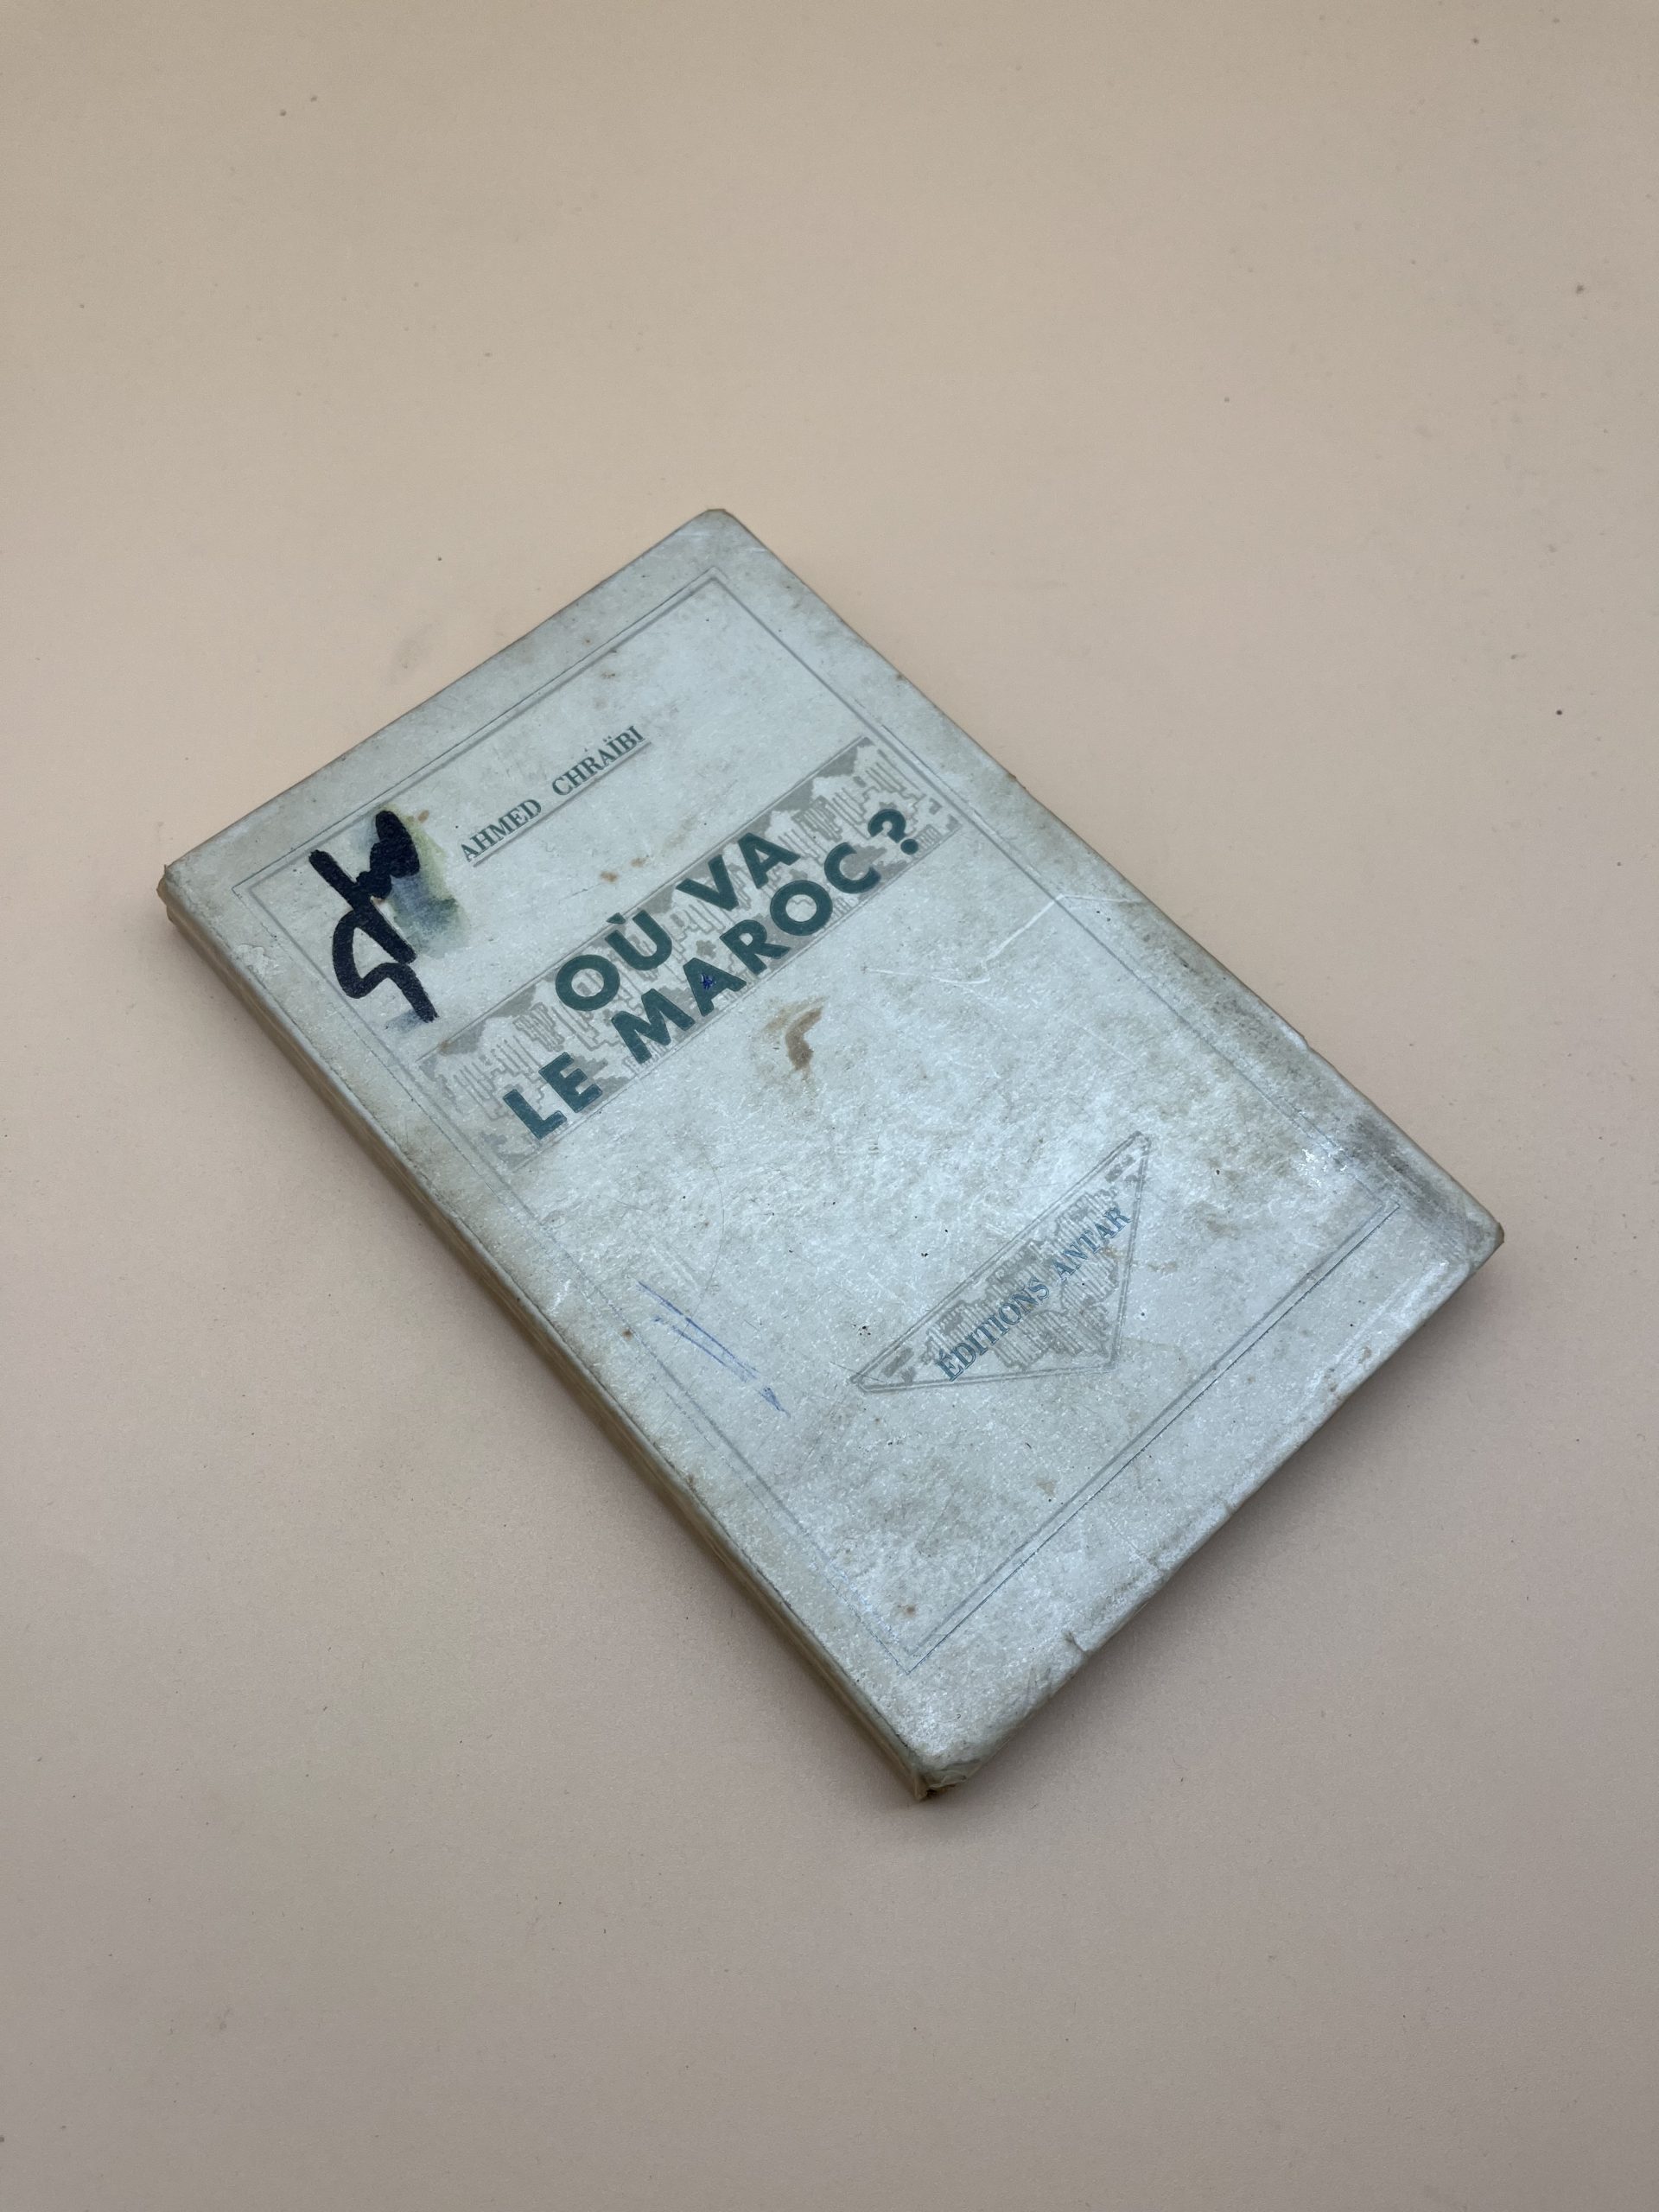 AHMED CHRAÏBI
OÙ VA
LE MAROC ?
ÉDITIONS ANTAR